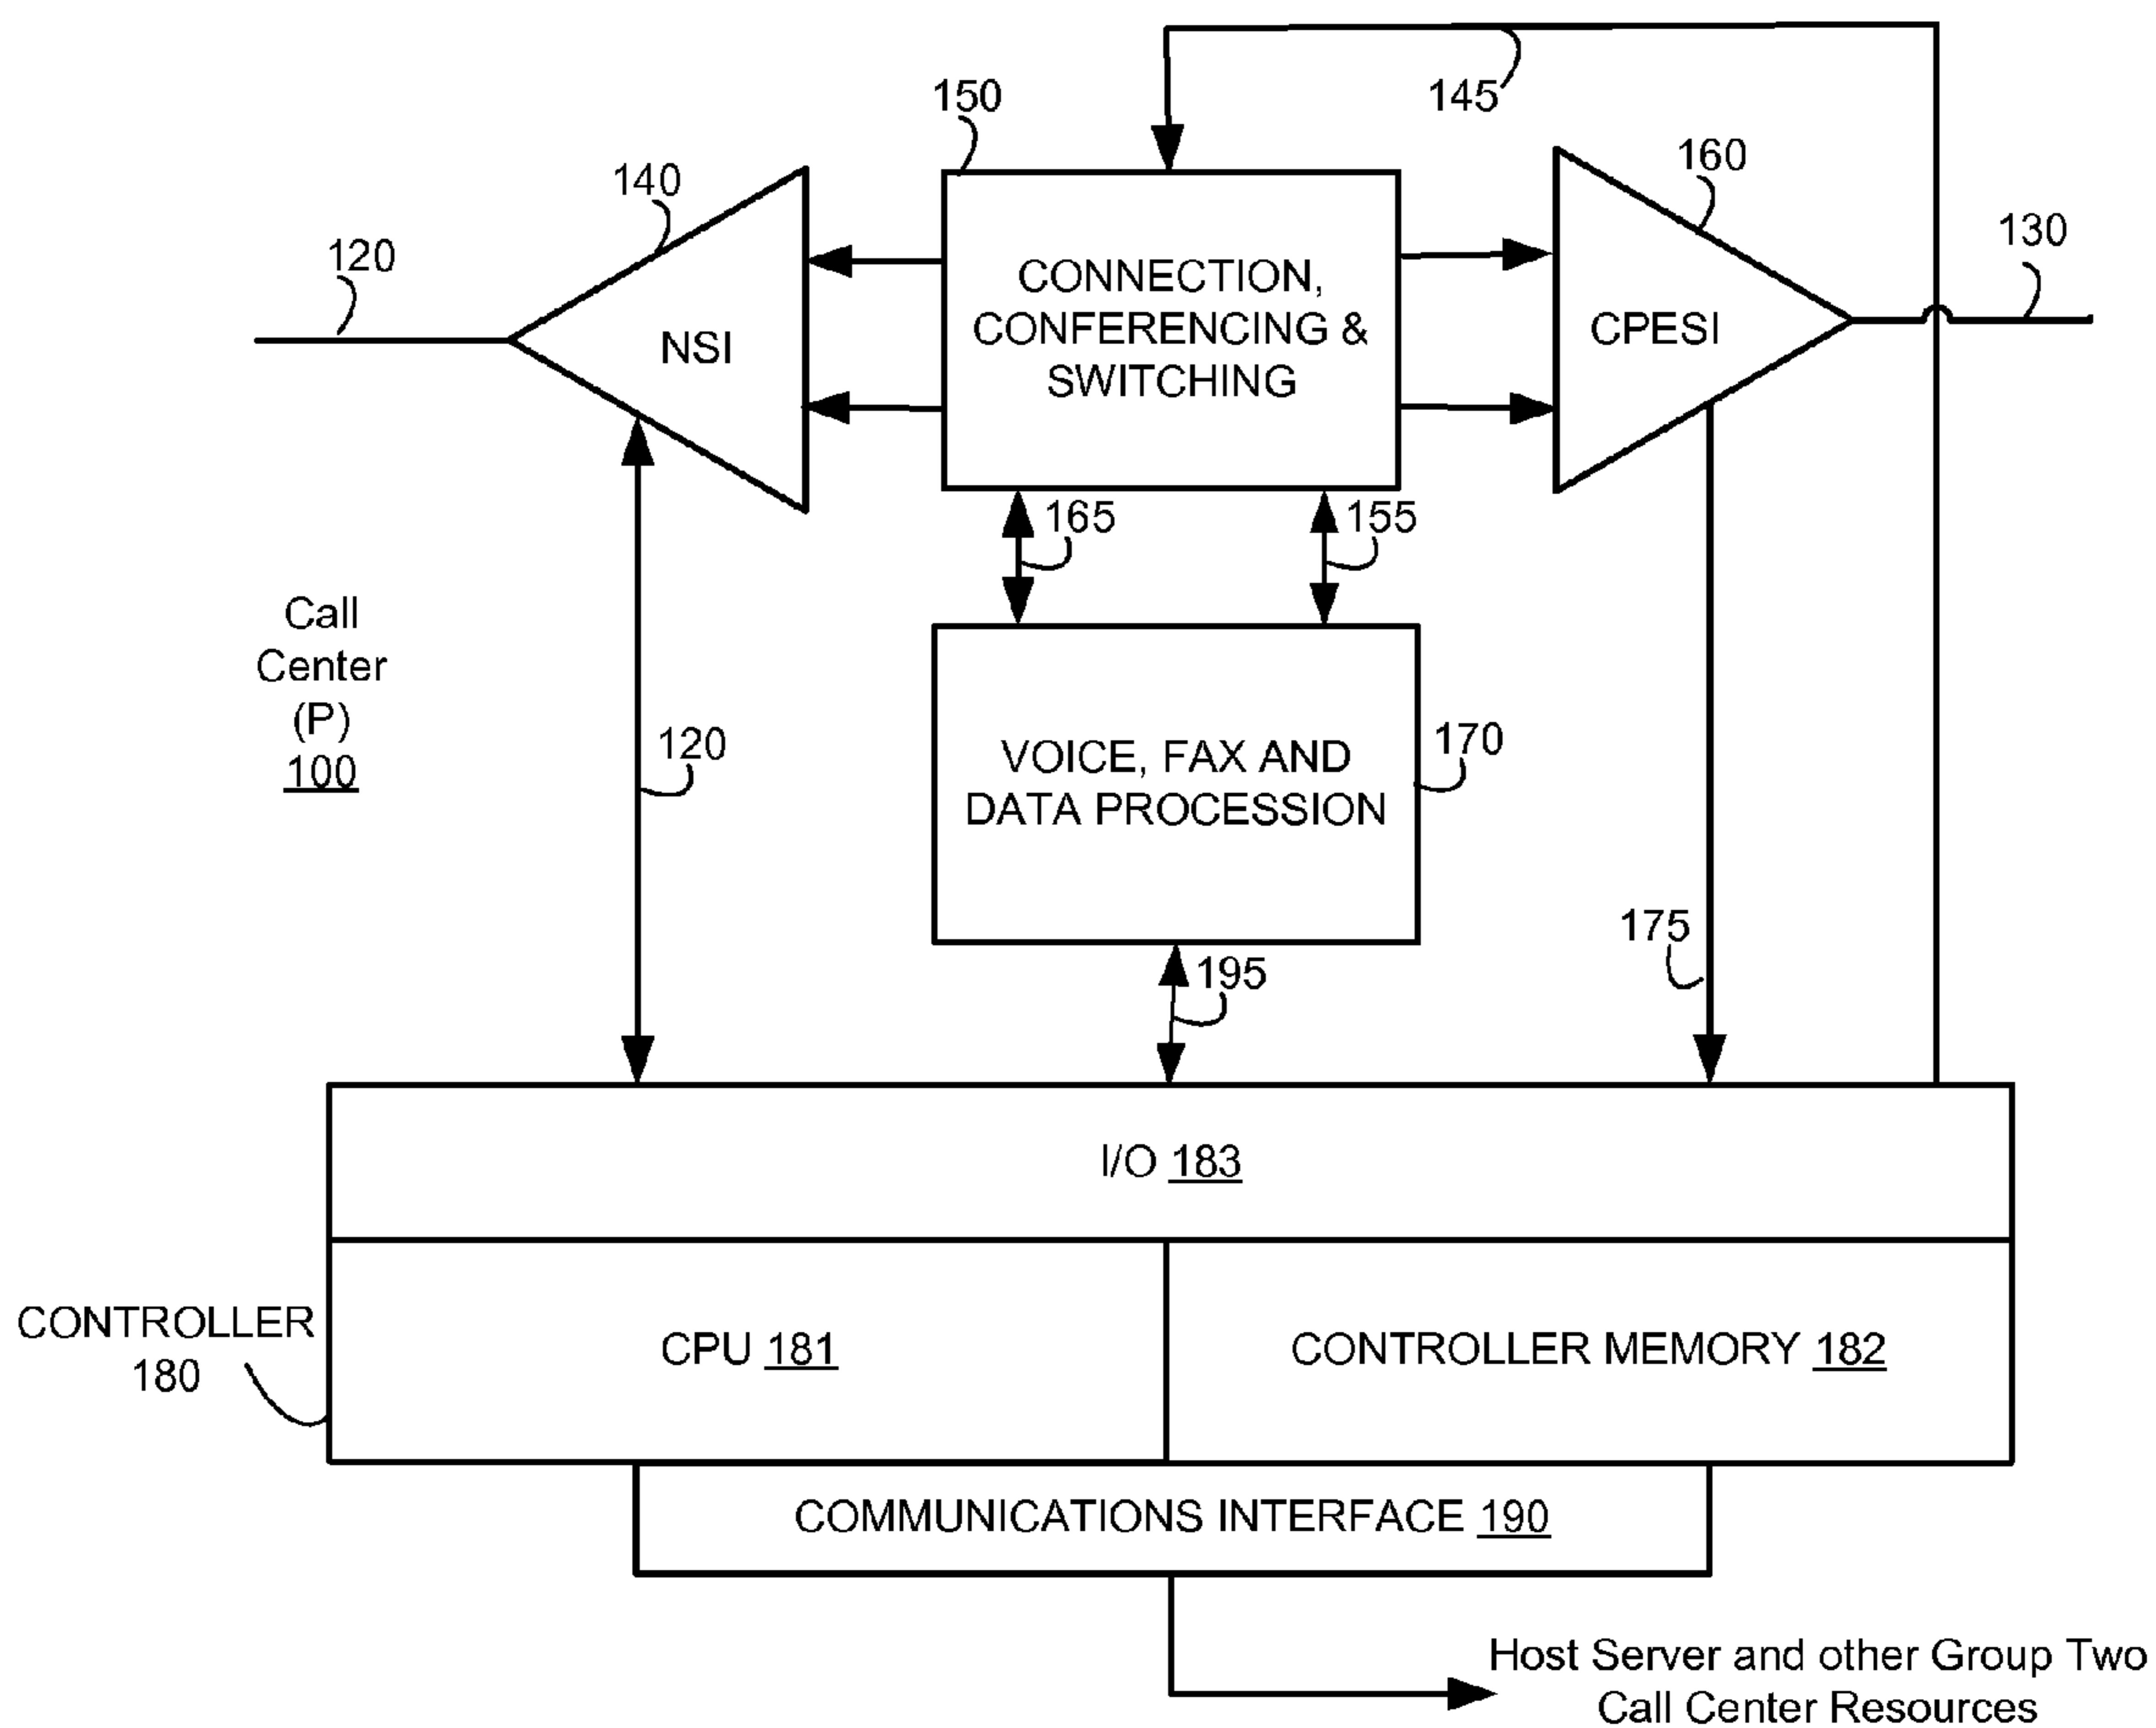 145
150
160
140
130
120
CONNECTION,
CONFERENCING &
SWITCHING
NSI
CPESI
165
155
Call
Center
(P)
100
120
170
VOICE, FAX AND
DATA PROCESSION
175
195
I/O 183
CONTROLLER
180
CPU 181
CONTROLLER MEMORY 182
COMMUNICATIONS INTERFACE 190
Host Server and other Group Two
Call Center Resources